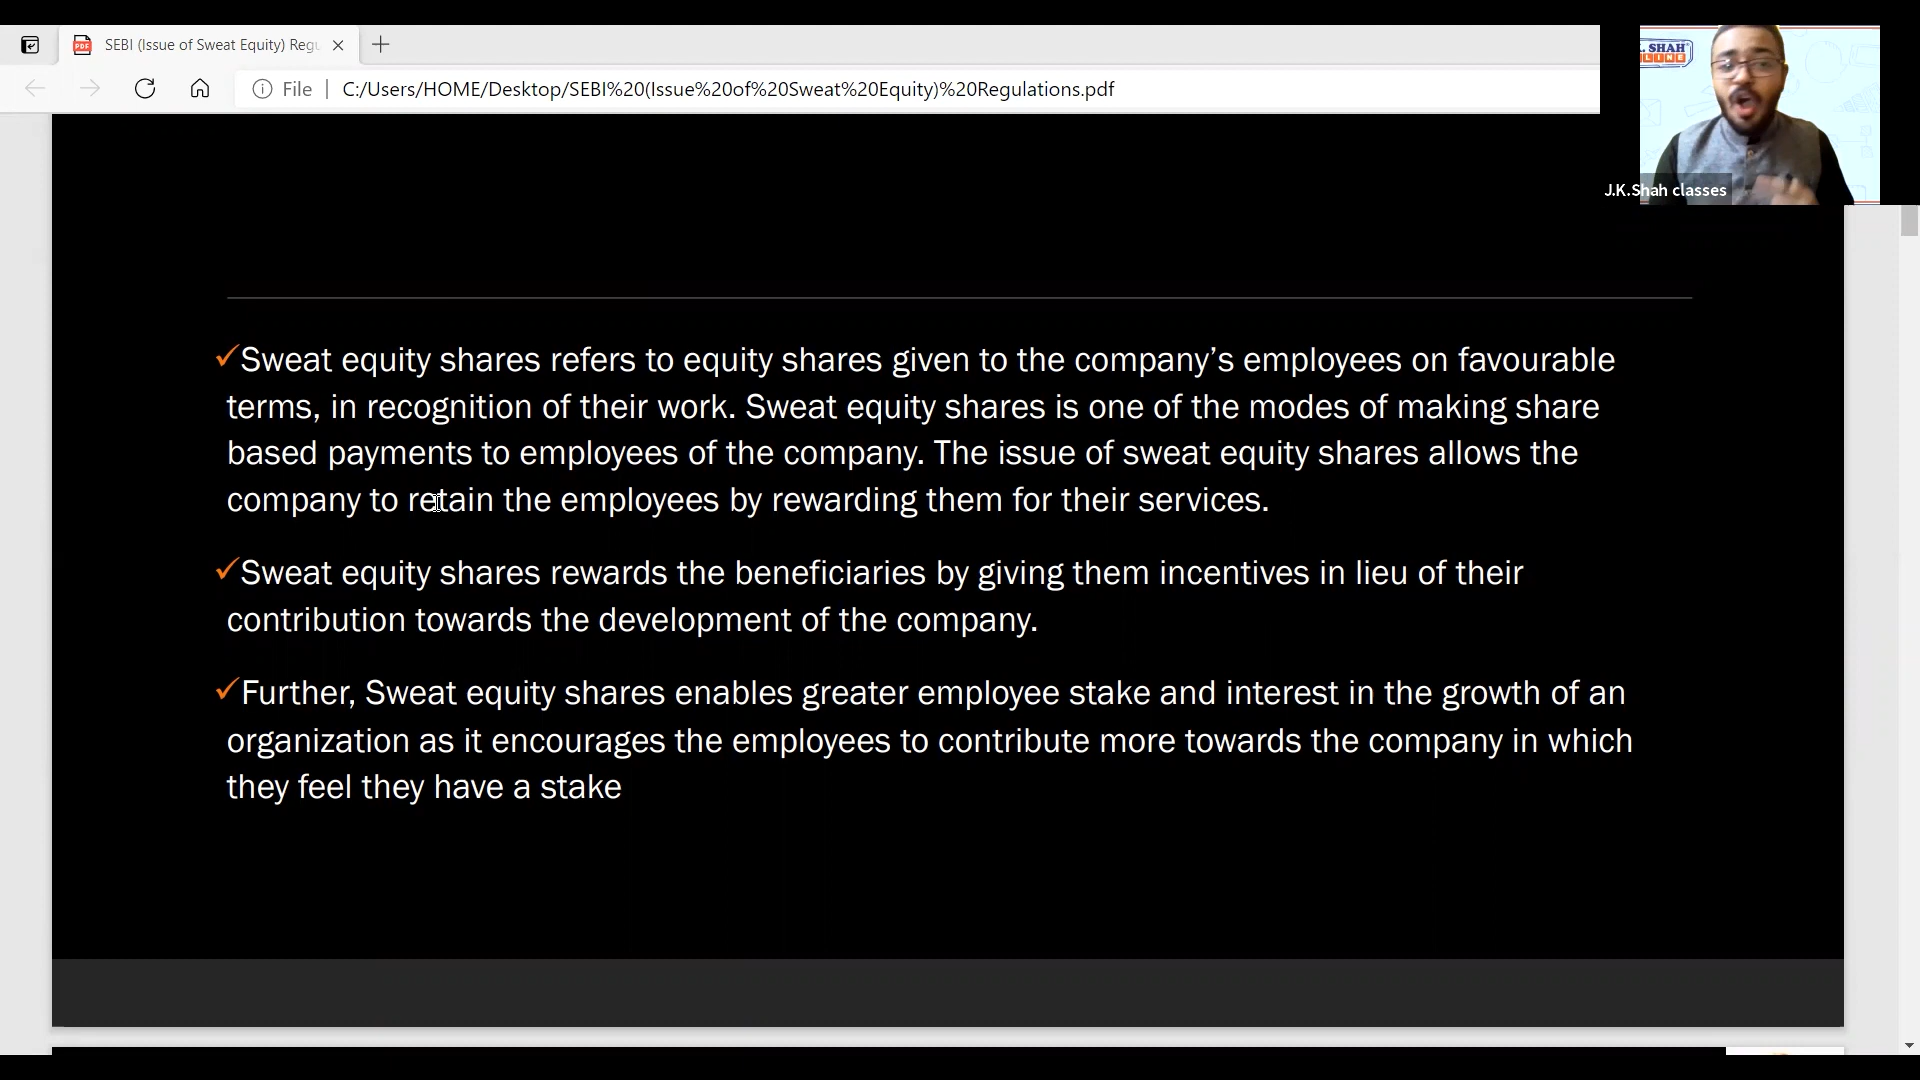 SEBI (Issue of Sweat Equity) Regu
File
C:/Users/HOME/Desktop/SEBI%20(Issue%20of%20Sweat%20Equity)%20Regulations.pdf
. SHAH
LINE
J.K.Shah classes
✓Sweat equity shares refers to equity shares given to the company’s employees on favourable
terms, in recognition of their work. Sweat equity shares is one of the modes of making share
based payments to employees of the company. The issue of sweat equity shares allows the
company to retain the employees by rewarding them for their services.
✓Sweat equity shares rewards the beneficiaries by giving them incentives in lieu of their
contribution towards the development of the company.
✓Further, Sweat equity shares enables greater employee stake and interest in the growth of an
organization as it encourages the employees to contribute more towards the company in which
they feel they have a stake